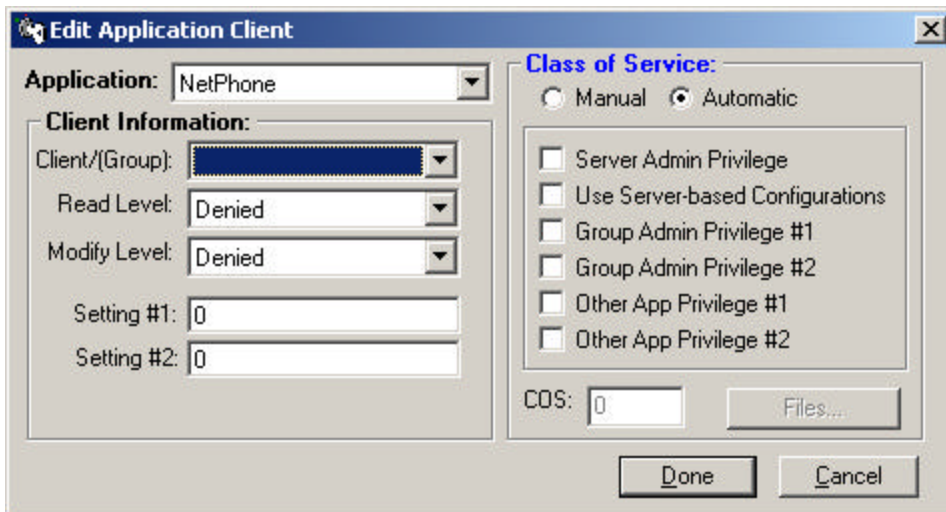 Edit Application Client
Application: NetPhone
Client Information:
Client/(Group):
Read Level: Denied
Modify Level: Denied
Setting #1: 0
Setting #2: 0
Class of Service:
Manual Automatic
Server Admin Privilege
Use Server-based Configurations
Group Admin Privilege #1
Group Admin Privilege #2
Other App Privilege #1
Other App Privilege #2
COS: 0 Files...
Done Cancel